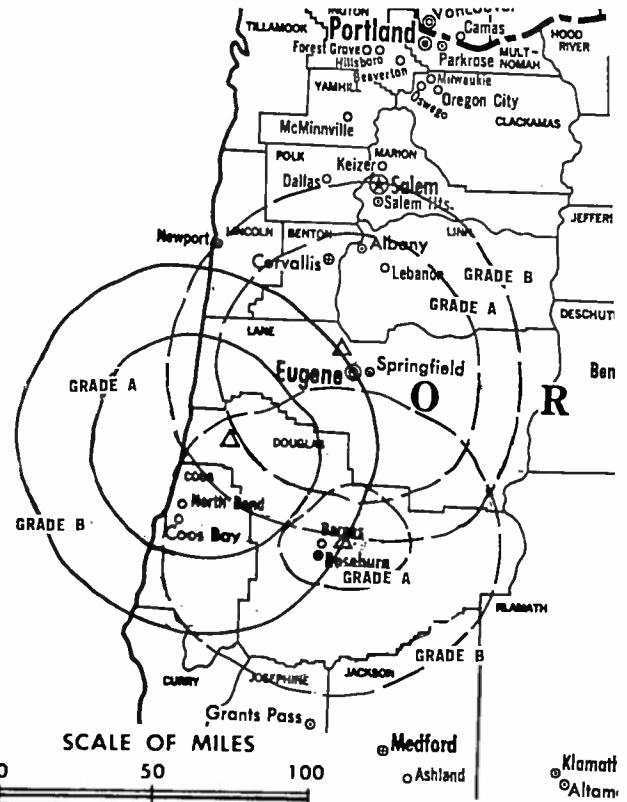 Vancouver
TILLAMOOK
Portland
Camas
HOOD RIVER
Forest Grove
Hillsboro
Parkrose
MULT-
NOMAH
Beaverton
Milwaukie
YAMHILL
Oswego
Oregon City
McMinnville
CLACKAMAS
POLK
MARION
Keizer
Dallas
Salem
Salem Hts.
JEFFER
Newport
LINCOLN
BENTON
Albany
LINN
Corvallis
Lebanon
GRADE B
GRADE A
DESCHUT
LANE
Eugene
Springfield
Ben
GRADE A
O
R
DOUGLAS
COOS
North Bend
GRADE B
Coos Bay
Roseburg
GRADE A
KLAMATH
GRADE B
CURRY
JOSEPHINE
JACKSON
Grants Pass
SCALE OF MILES
Medford
Klamath
0 50 100
Ashland
Altam